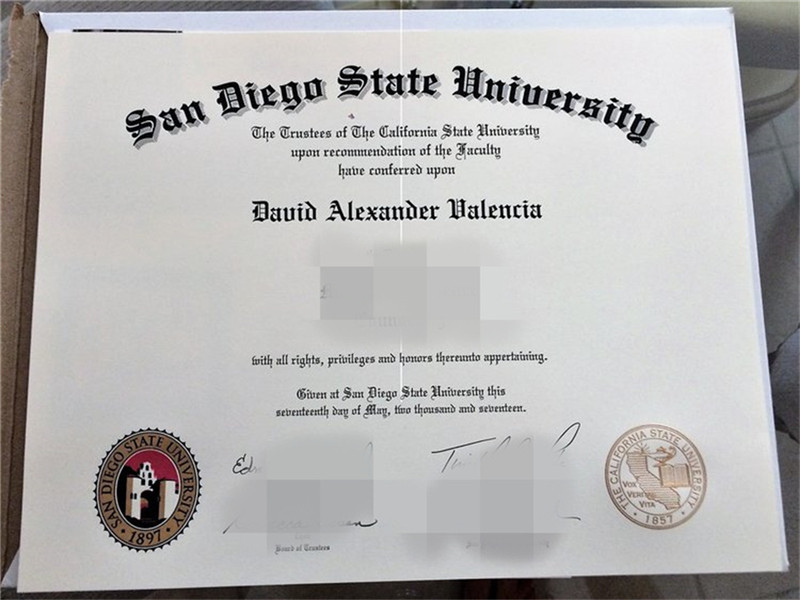 San Diego State University
The Trustees of The California State University
upon recommendation of the Faculty
have conferred upon
David Alexander Valencia
with all rights, privileges and honors thereunto appertaining.
Given at San Diego State University this
seventeenth day of May, two thousand and seventeen.
SAN DIEGO STATE UNIVERSITY
• 1897 •
Board of Trustees
THE CALIFORNIA STATE UNIVERSITY
VOX
VERITAS
VITA
• 1857 •